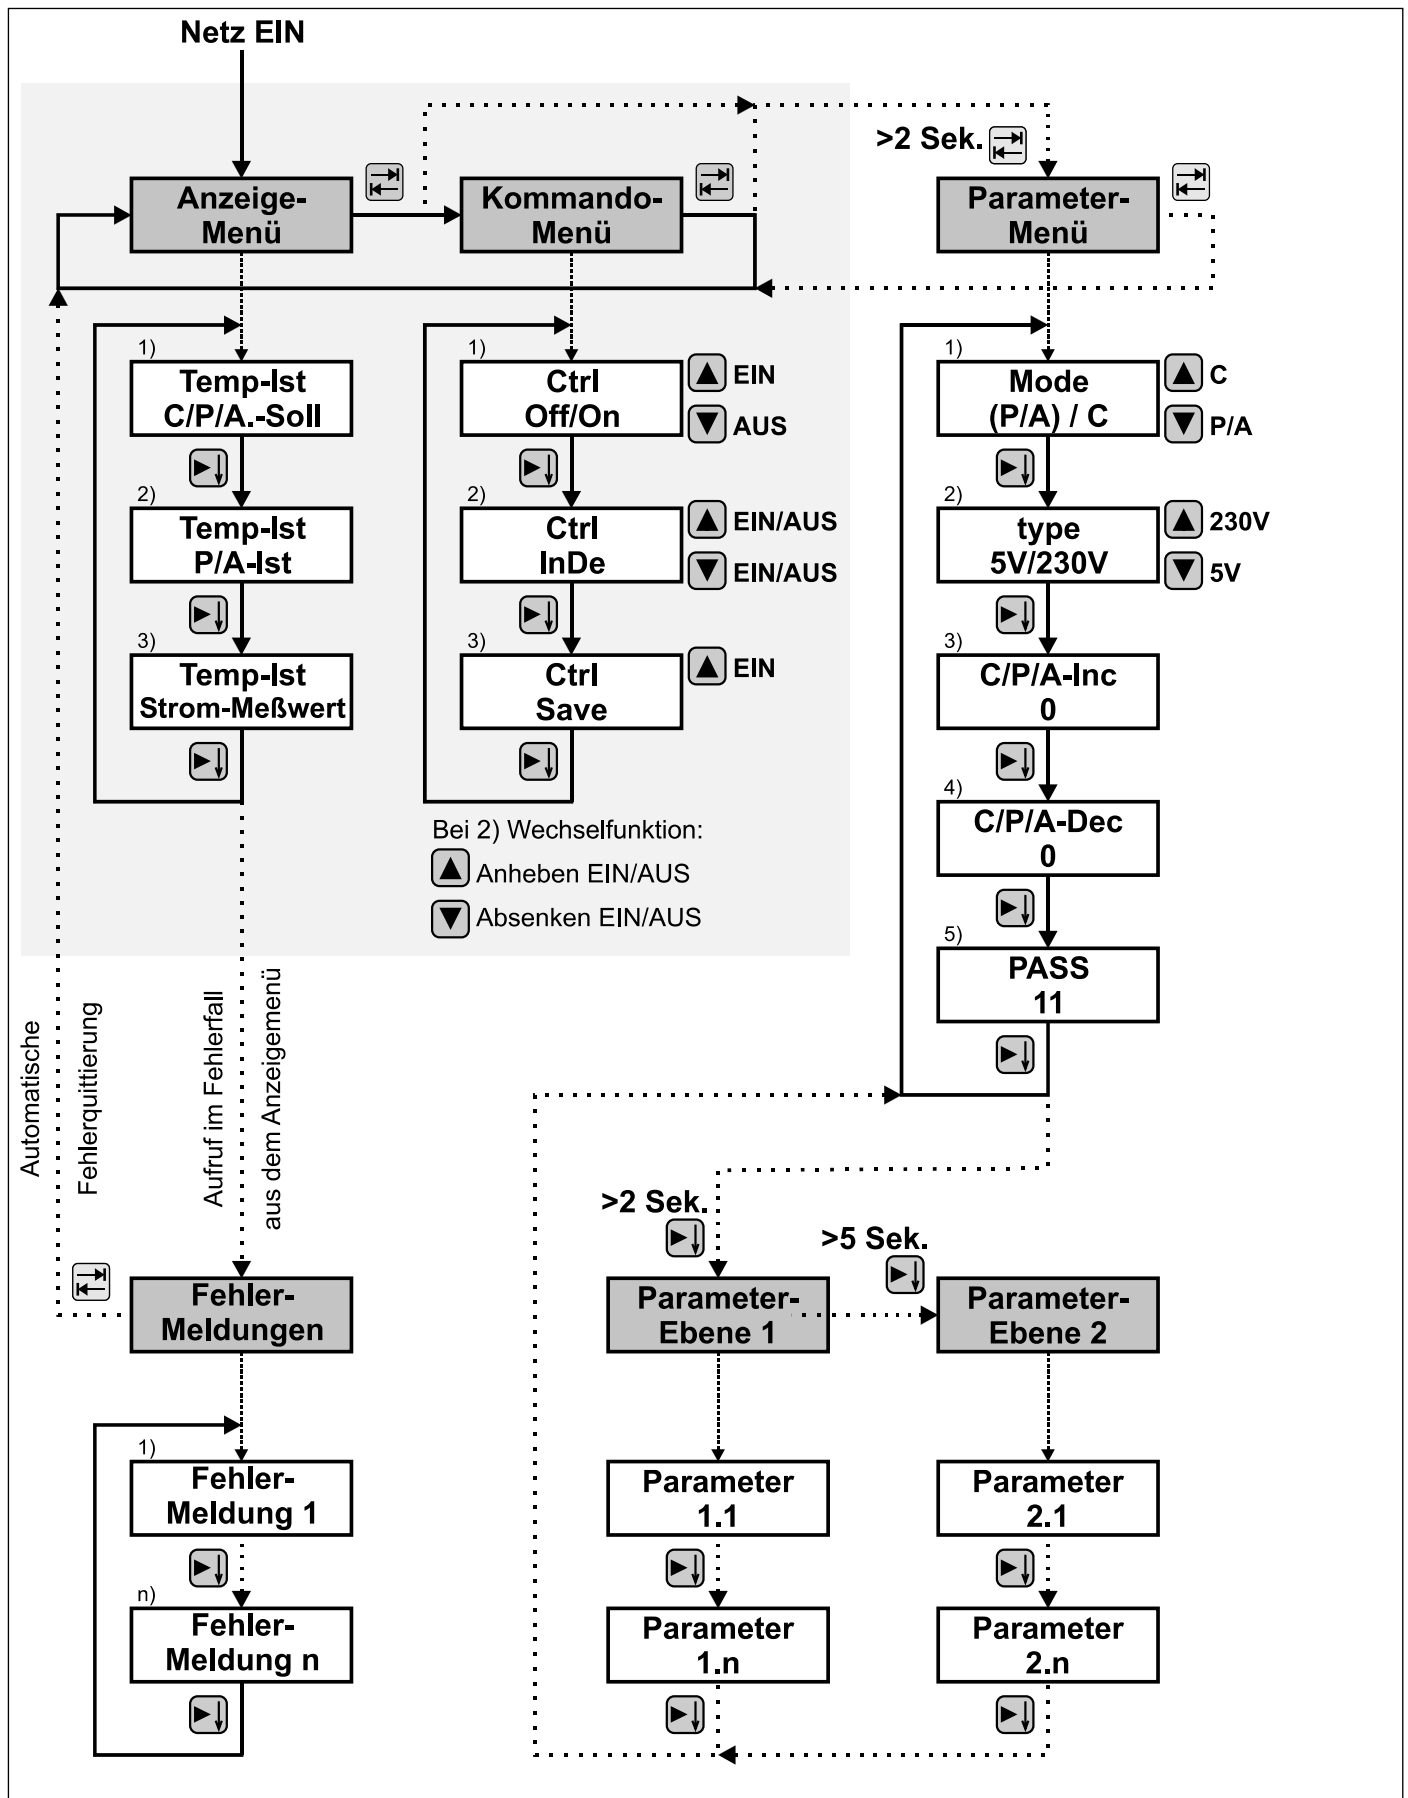 Netz EIN
>2 Sek.
Anzeige-
Menü
Kommando-
Menü
Parameter-
Menü
1)
Temp-Ist
C/P/A.-Soll
2)
Temp-Ist
P/A-Ist
3)
Temp-Ist
Strom-Meßwert
1)
Ctrl
Off/On
EIN
AUS
2)
Ctrl
InDe
EIN/AUS
EIN/AUS
3)
Ctrl
Save
EIN
Bei 2) Wechselfunktion:
Anheben EIN/AUS
Absenken EIN/AUS
1)
Mode
(P/A) / C
C
P/A
2)
type
5V/230V
230V
5V
3)
C/P/A-Inc
0
4)
C/P/A-Dec
0
5)
PASS
11
Automatische
Fehlerquittierung
Aufruf im Fehlerfall
aus dem Anzeigemenü
>2 Sek.
>5 Sek.
Fehler-
Meldungen
Parameter-
Ebene 1
Parameter-
Ebene 2
1)
Fehler-
Meldung 1
n)
Fehler-
Meldung n
Parameter
1.1
Parameter
1.n
Parameter
2.1
Parameter
2.n